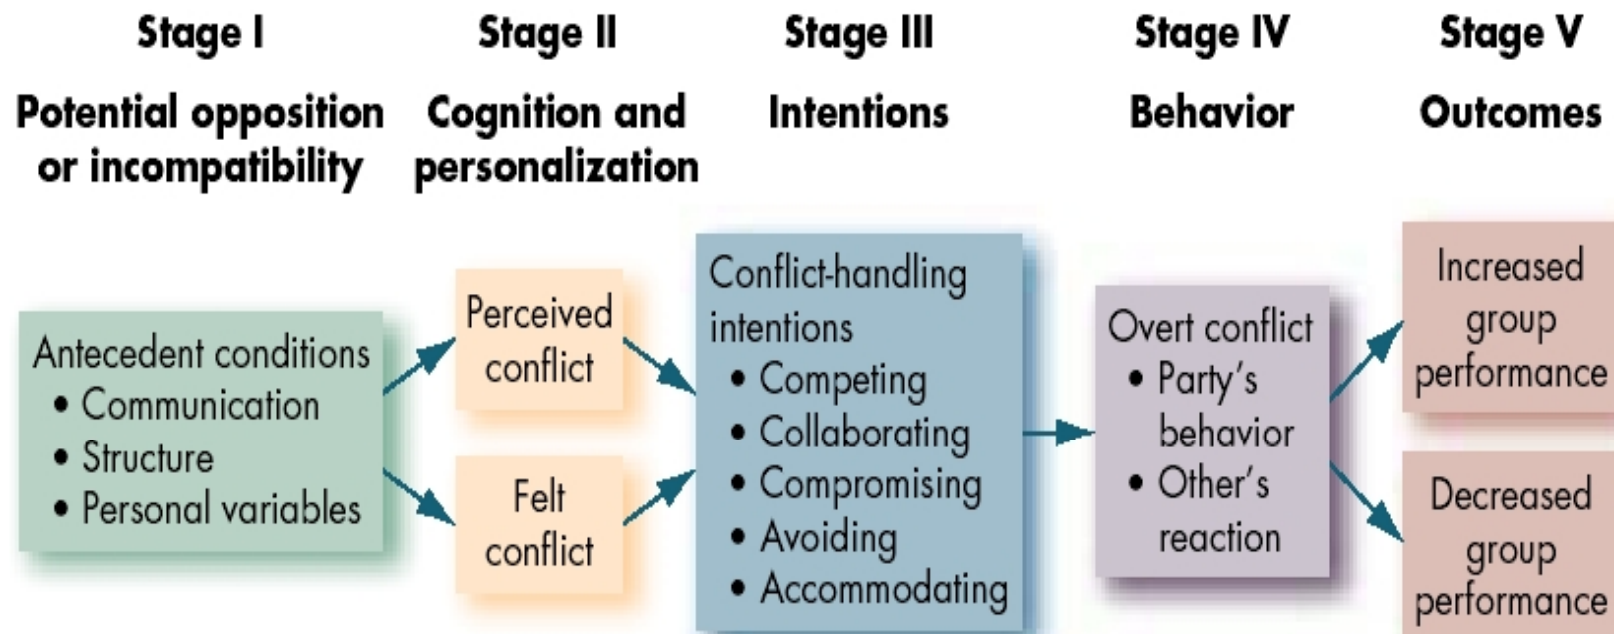 Stage I
Potential opposition
or incompatibility
Stage II
Cognition and
personalization
Stage III
Intentions
Stage IV
Behavior
Stage V
Outcomes
Antecedent conditions
• Communication
• Structure
• Personal variables
Perceived
conflict
Felt
conflict
Conflict-handling
intentions
• Competing
• Collaborating
• Compromising
• Avoiding
• Accommodating
Overt conflict
• Party's
behavior
• Other's
reaction
Increased
group
performance
Decreased
group
performance